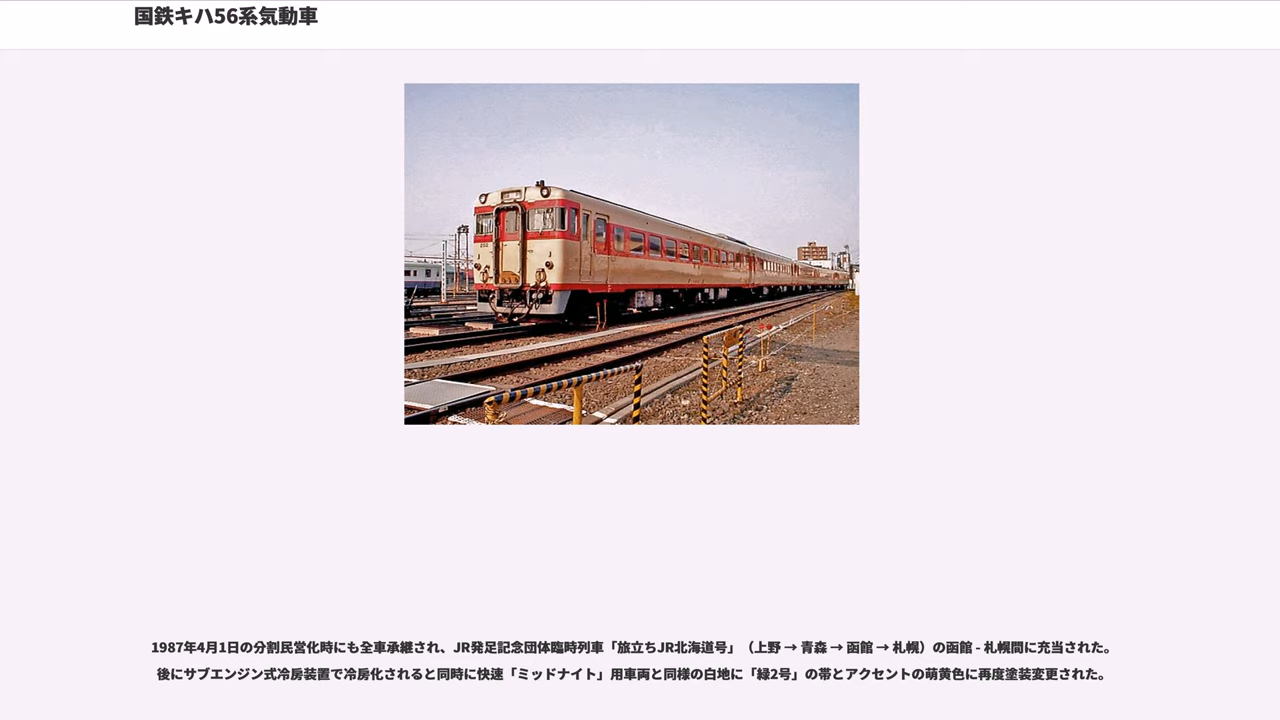 国鉄キハ56系気動車
1987年4月1日の分割民営化時にも全車承継され、JR発足記念団体臨時列車「旅立ちJR北海道号」（上野 → 青森 → 函館 → 札幌）の函館 - 札幌間に充当された。
後にサブエンジン式冷房装置で冷房化されると同時に快速「ミッドナイト」用車両と同様の白地に「緑2号」の帯とアクセントの萌黄色に再度塗装変更された。